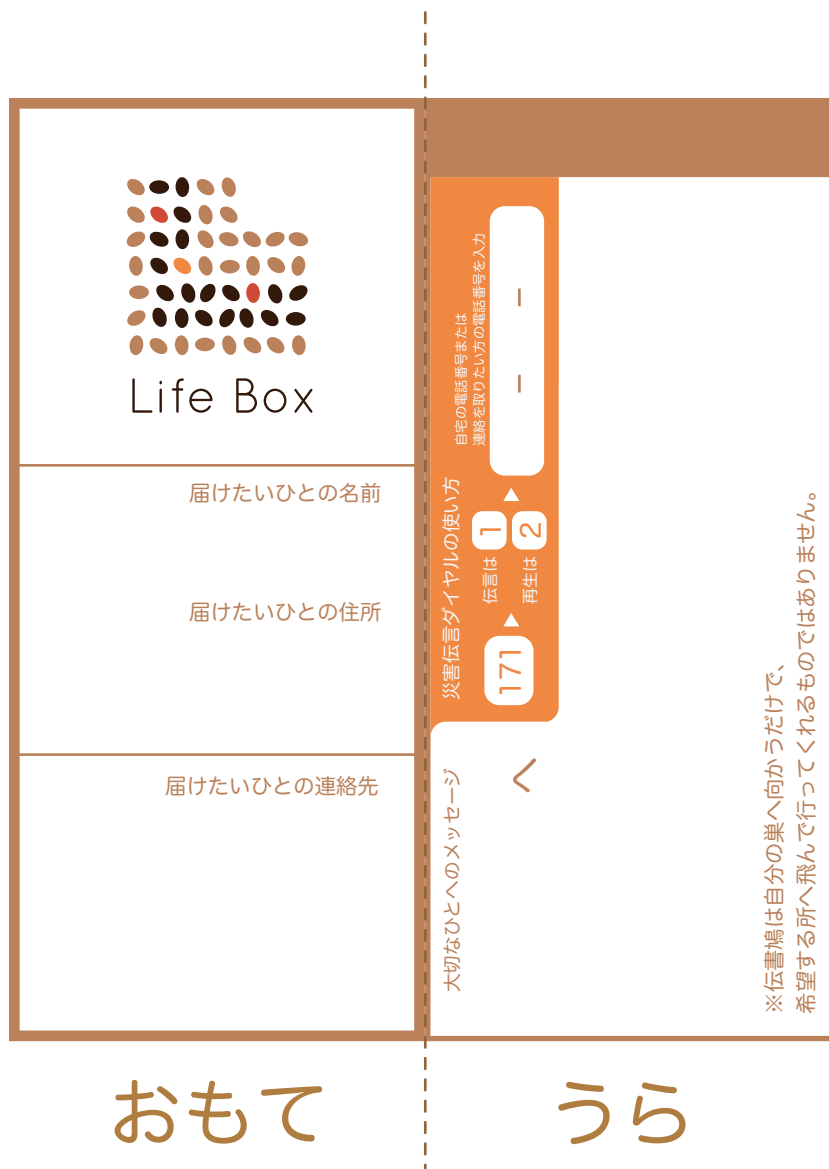 Life Box
届けたいひとの名前
届けたいひとの住所
届けたいひとの連絡先
大切なひとへのメッセージ
へ
災害伝言ダイヤルの使い方
171
伝言は 1
再生は 2
自宅の電話番号または
連絡を取りたい方の電話番号を入力
– –
※伝書鳩は自分の巣へ向かうだけで、
希望する所へ飛んで行ってくれるものではありません。
おもて
うら